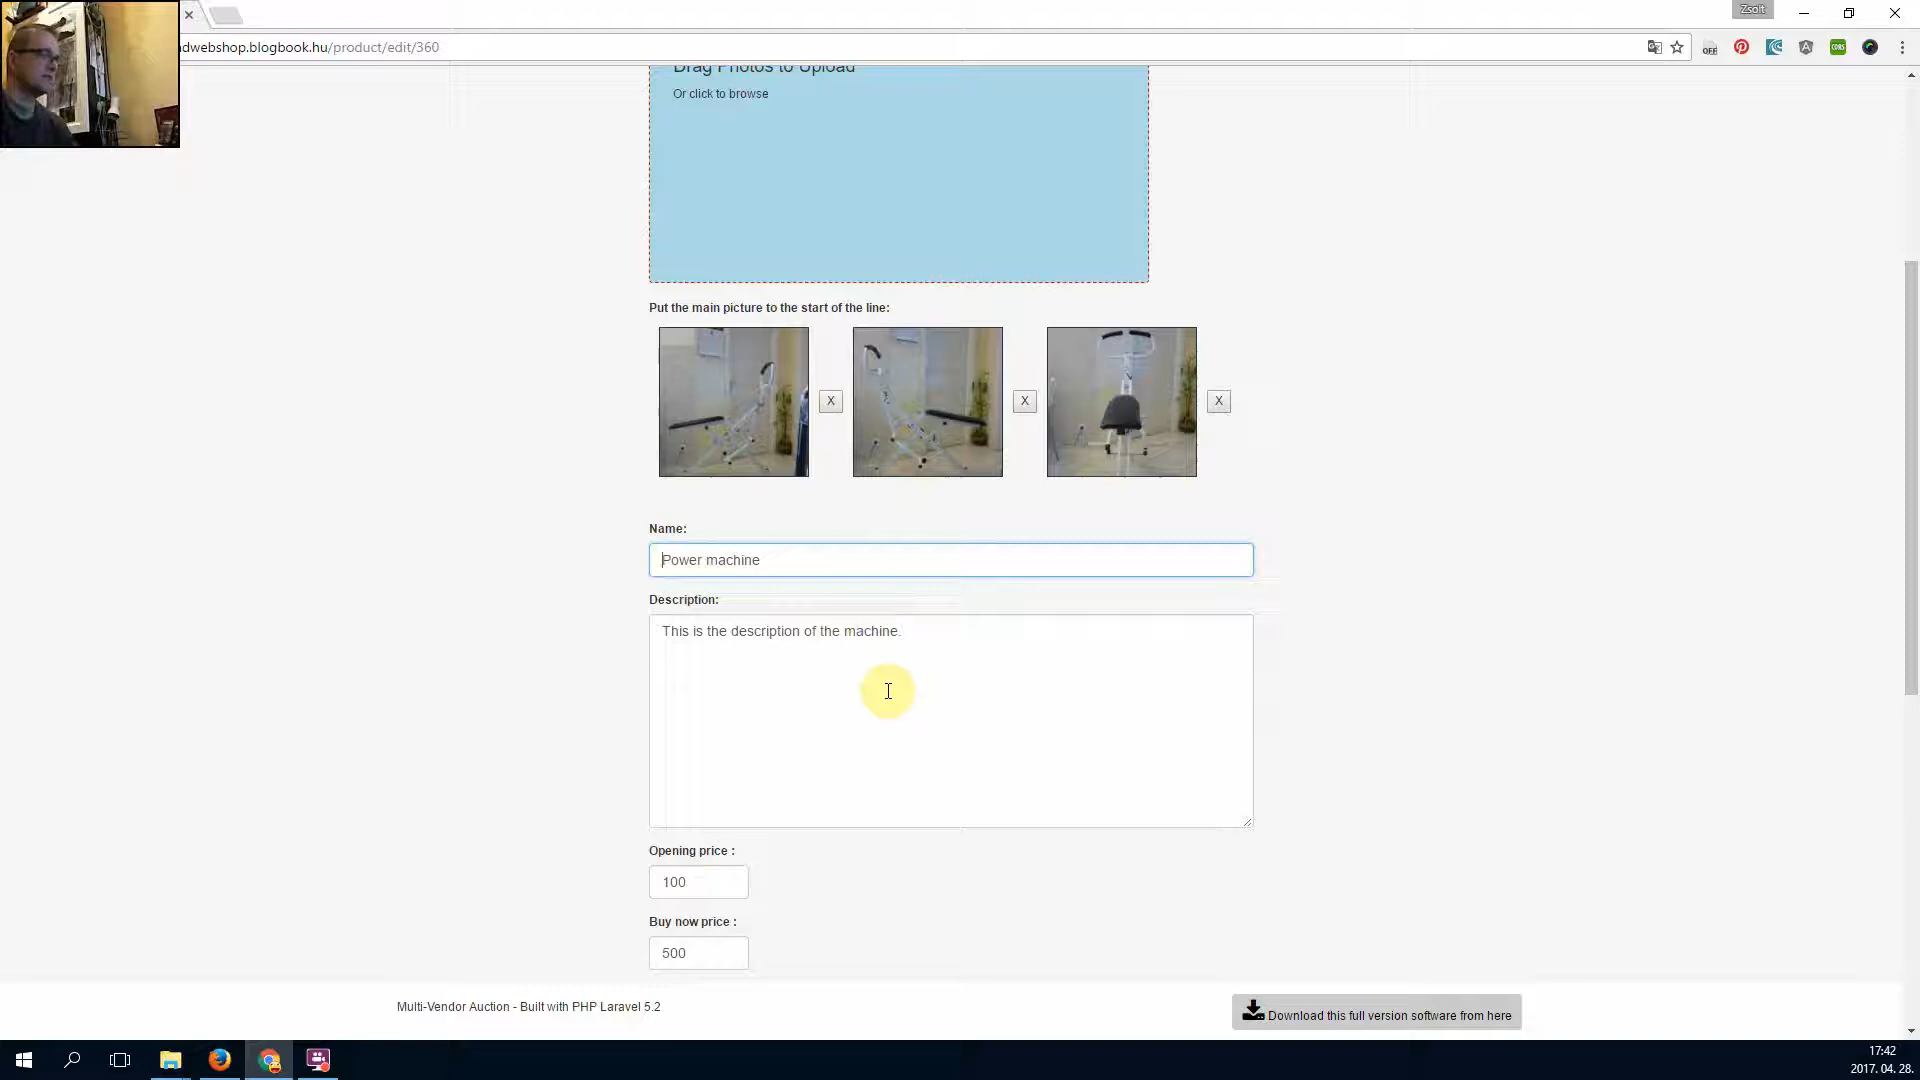 Zsolt
dwebshop.blogbook.hu/product/edit/360
OFF
CORS
Drag Photos to Upload
Or click to browse
Put the main picture to the start of the line:
X X X
Name:
Power machine
Description:
This is the description of the machine.
Opening price :
100
Buy now price :
500
Multi-Vendor Auction - Built with PHP Laravel 5.2
Download this full version software from here
17:42
2017. 04. 28.